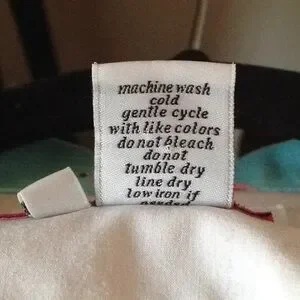 machine wash
cold
gentle cycle
with like colors
do not bleach
do not
tumble dry
line dry
low iron if
needed